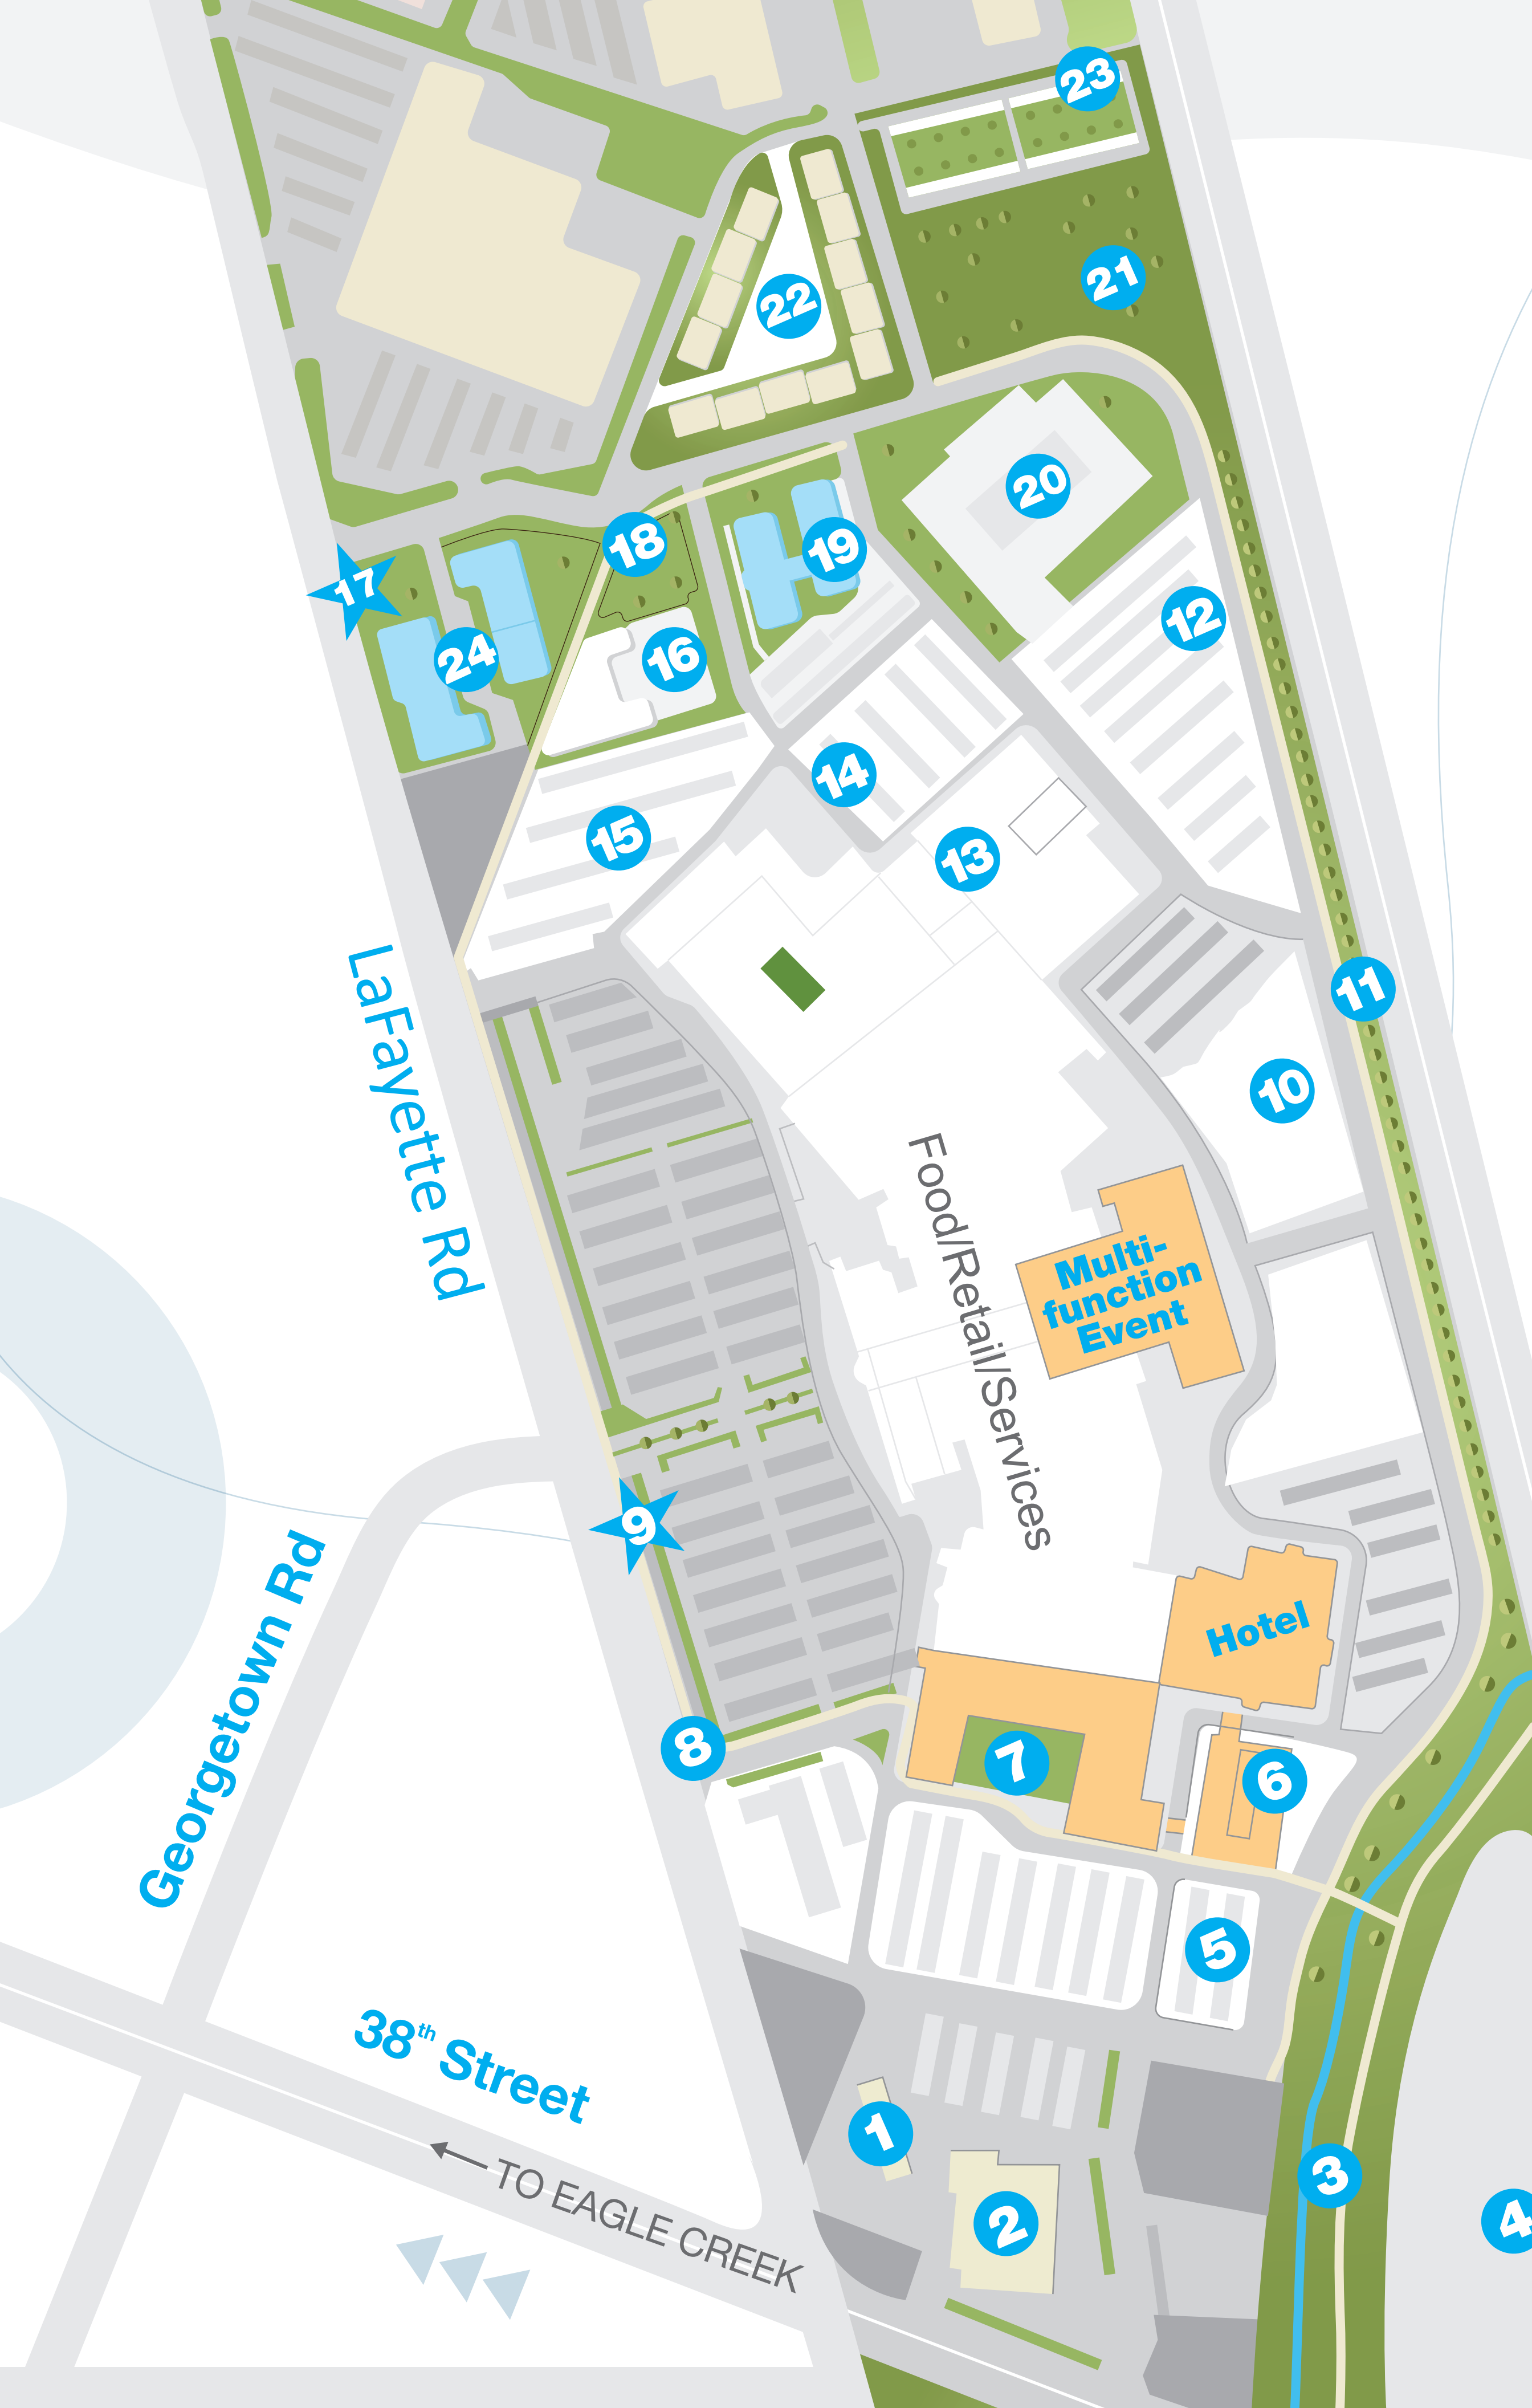 23
21
22
20
18
19
17
12
24
16
14
15
13
11
LaFayette Rd
10
Food/Retail/Services
Multi-
function
Event
9
Georgetown Rd
Hotel
8
7
6
5
38th Street
1
TO EAGLE CREEK
2
3
4